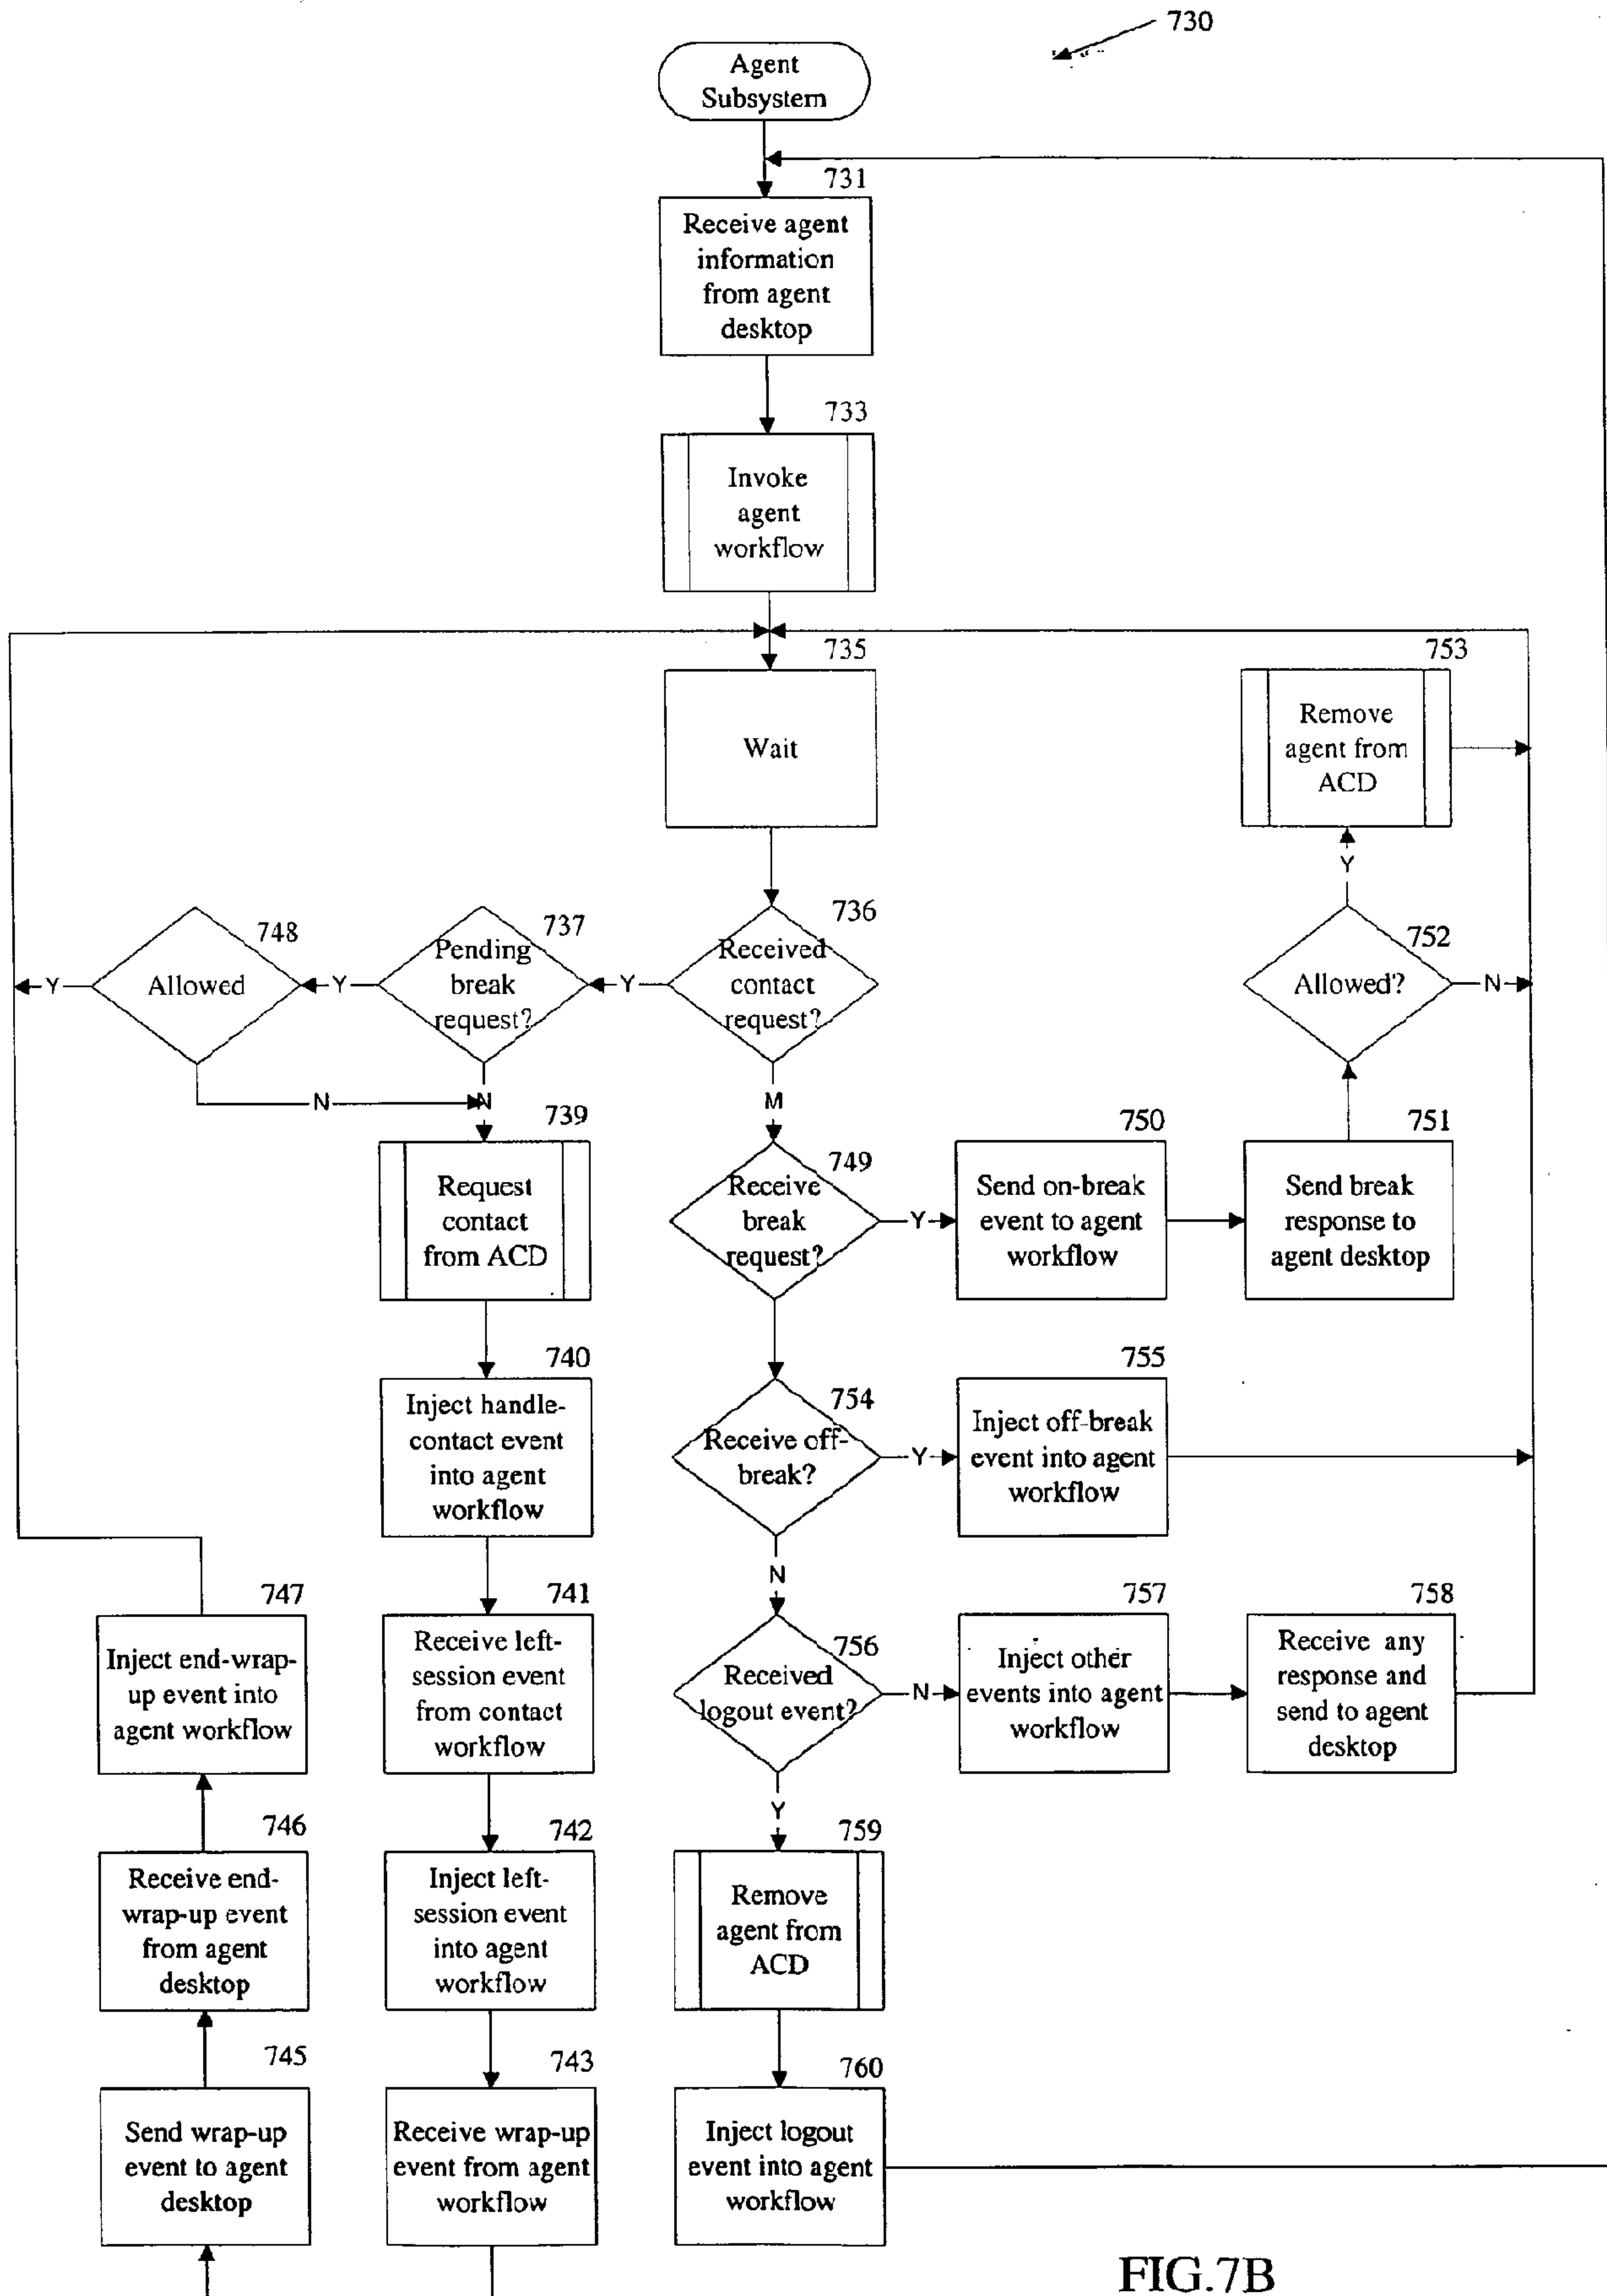 730
Agent
Subsystem
731
Receive agent
information
from agent
desktop
733
Invoke
agent
workflow
735
Wait
753
Remove
agent from
ACD
Y
748
Allowed
Y
737
Pending
break
request?
Y
736
Received
contact
request?
Y
752
Allowed?
N
N
N
M
739
Request
contact
from ACD
749
Receive
break
request?
Y
750
Send on-break
event to agent
workflow
751
Send break
response to
agent desktop
740
Inject handle-
contact event
into agent
workflow
754
Receive off-
break?
Y
755
Inject off-break
event into agent
workflow
N
747
Inject end-wrap-
up event into
agent workflow
741
Receive left-
session event
from contact
workflow
756
Received
logout event?
N
757
Inject other
events into agent
workflow
758
Receive any
response and
send to agent
desktop
Y
746
Receive end-
wrap-up event
from agent
desktop
742
Inject left-
session event
into agent
workflow
759
Remove
agent from
ACD
745
Send wrap-up
event to agent
desktop
743
Receive wrap-up
event from agent
workflow
760
Inject logout
event into agent
workflow
FIG.7B